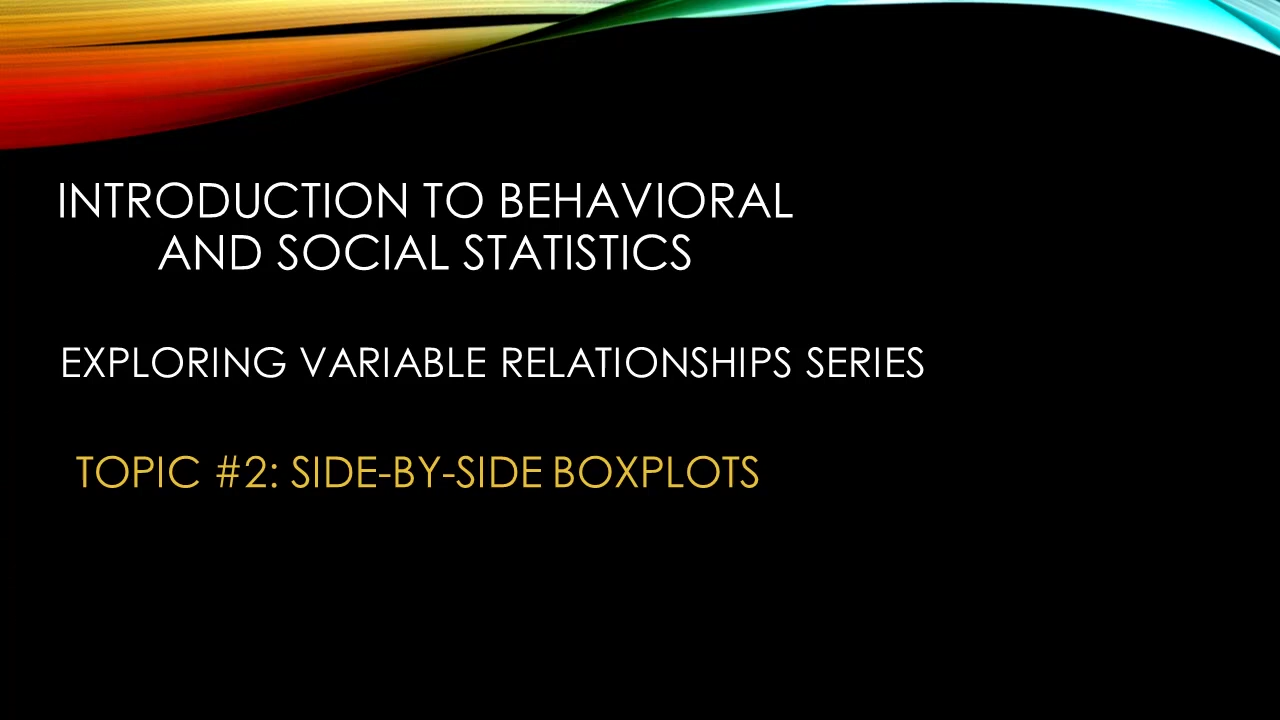 INTRODUCTION TO BEHAVIORAL
AND SOCIAL STATISTICS
EXPLORING VARIABLE RELATIONSHIPS SERIES
TOPIC #2: SIDE-BY-SIDE BOXPLOTS